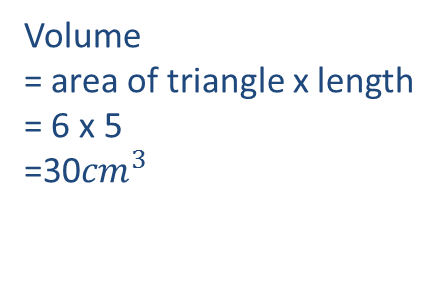 Volume
= area of triangle x length
= 6 x 5
=30cm³